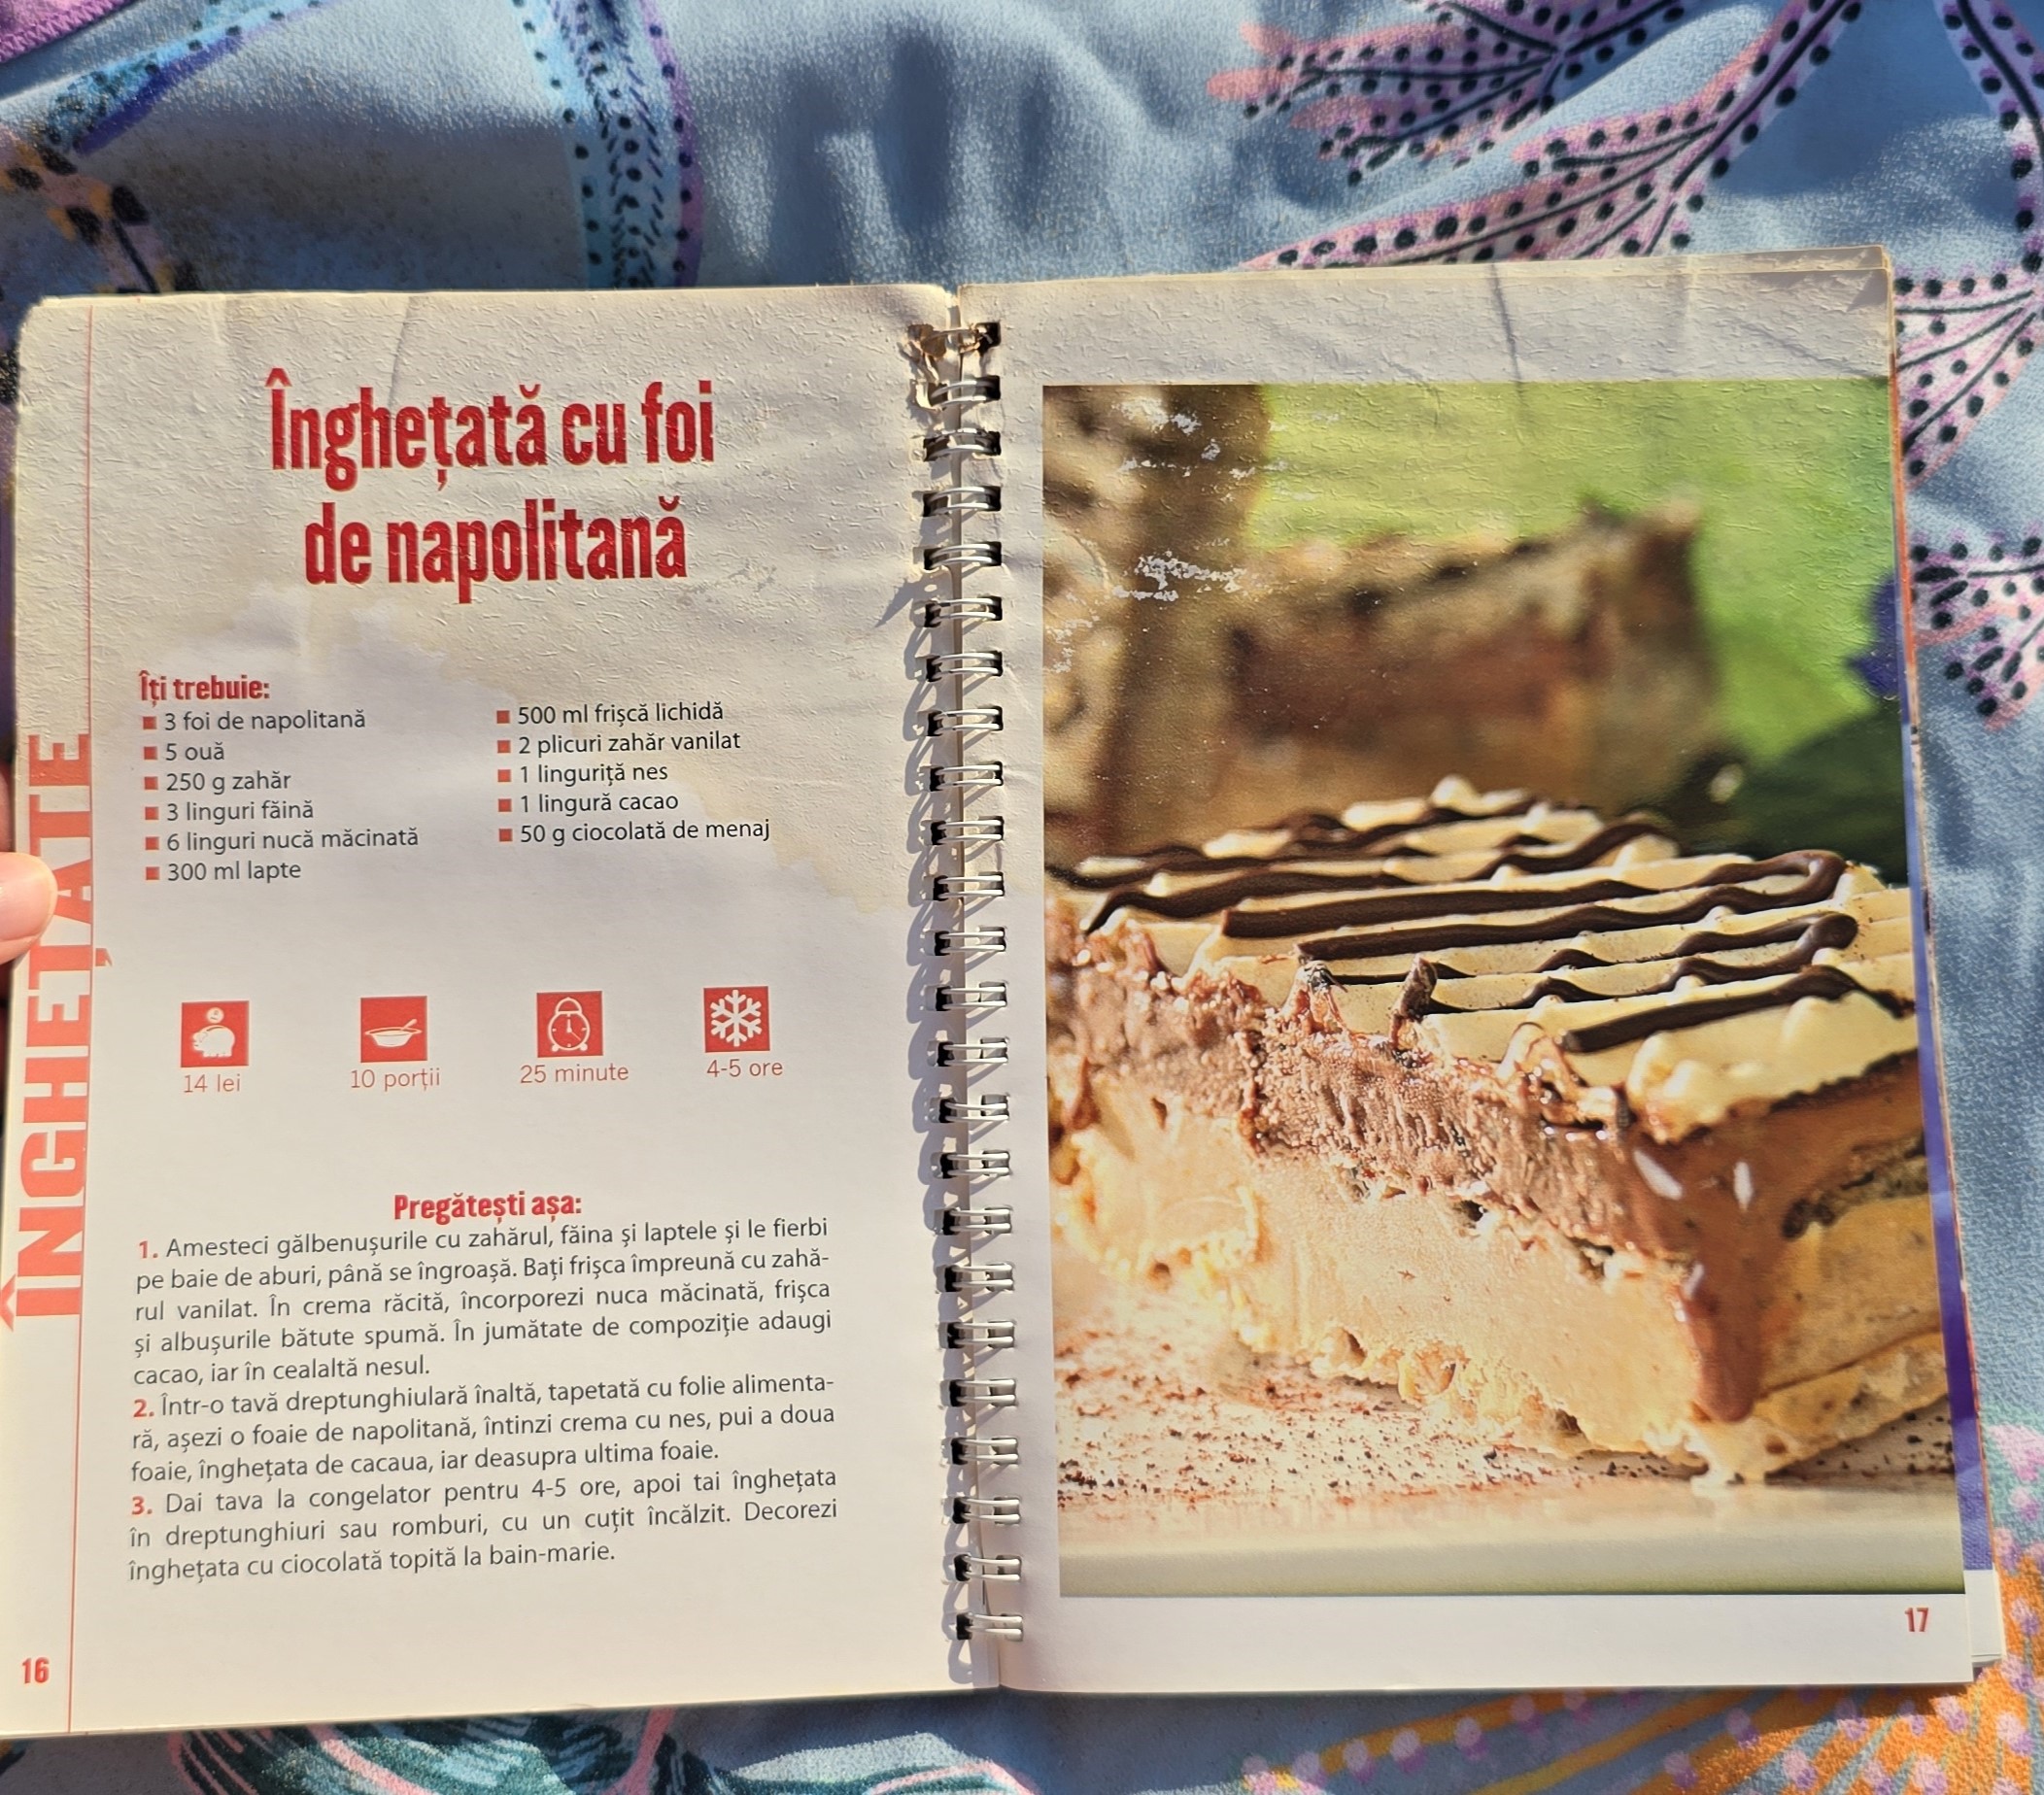 Înghețată cu foi
de napolitană
Îți trebuie:
■ 3 foi de napolitană
■ 5 ouă
■ 250 g zahăr
■ 3 linguri făină
■ 6 linguri nucă măcinată
■ 300 ml lapte
■ 500 ml frișcă lichidă
■ 2 plicuri zahăr vanilat
■ 1 linguriță nes
■ 1 lingură cacao
■ 50 g ciocolată de menaj
14 lei
10 porții
25 minute
4-5 ore
Pregătești așa:
1. Amesteci gălbenușurile cu zahărul, făina și laptele și le fierbi
pe baie de aburi, până se îngroașă. Bați frișca împreună cu zahă-
rul vanilat. În crema răcită, încorporezi nuca măcinată, frișca
și albușurile bătute spumă. În jumătate de compoziție adaugi
cacao, iar în cealaltă nesul.
2. Într-o tavă dreptunghiulară înaltă, tapetată cu folie alimenta-
ră, așezi o foaie de napolitană, întinzi crema cu nes, pui a doua
foaie, înghețata de cacaua, iar deasupra ultima foaie.
3. Dai tava la congelator pentru 4-5 ore, apoi tai înghețata
în dreptunghiuri sau romburi, cu un cuțit încălzit. Decorezi
înghețata cu ciocolată topită la bain-marie.
ÎNGHEȚATE
16
17